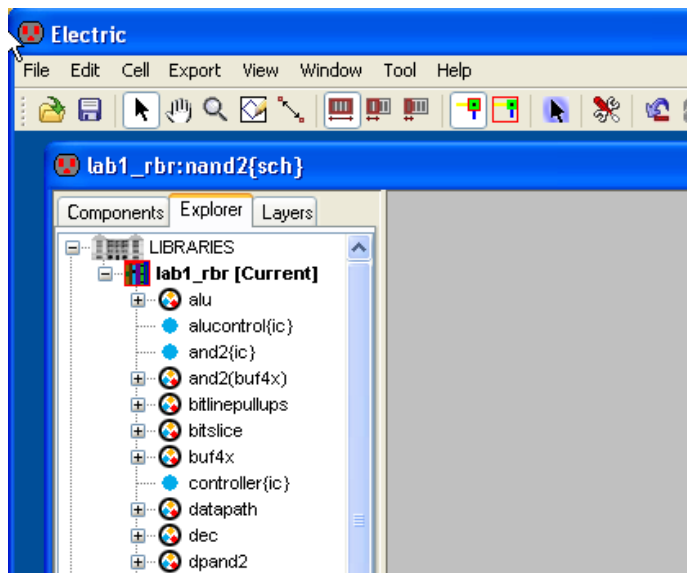 Electric
File Edit Cell Export View Window Tool Help
lab1_rbr:nand2{sch}
Components Explorer Layers
LIBRARIES
lab1_rbr [Current]
alu
alucontrol{ic}
and2{ic}
and2(buf4x)
bitlinepullups
bitslice
buf4x
controller{ic}
datapath
dec
dpand2